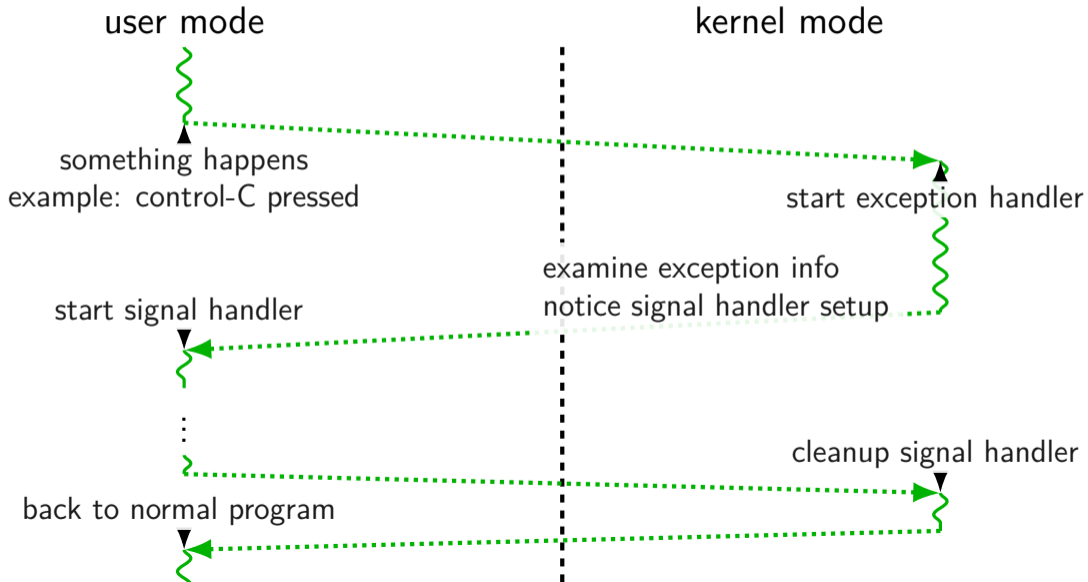 user mode
kernel mode
something happens
example: control-C pressed
start exception handler
examine exception info
notice signal handler setup
start signal handler
⋮
cleanup signal handler
back to normal program